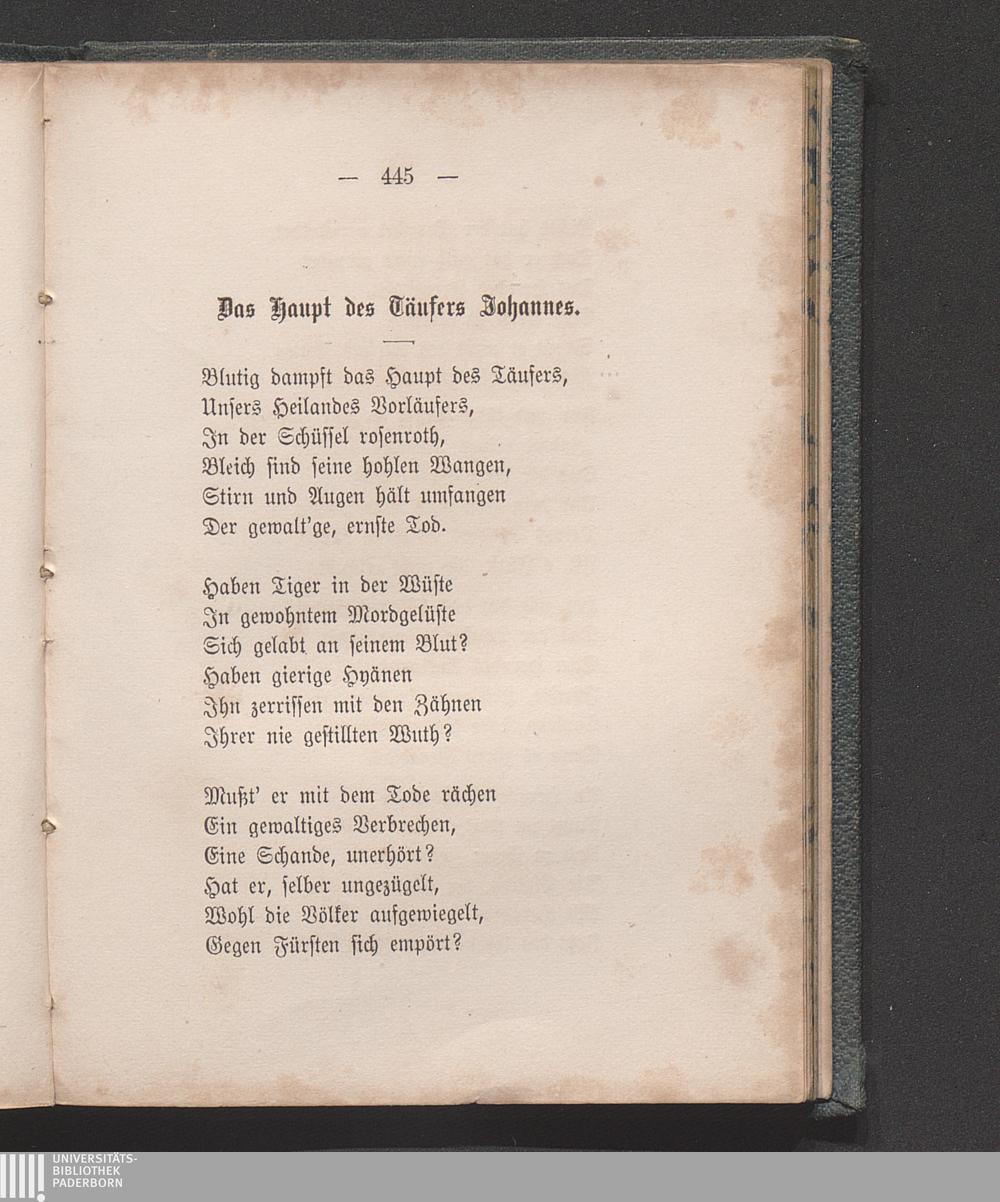 — 445 —
Das Haupt des Täufers Johannes.
Blutig dampft das Haupt des Täufers,
Unsers Heilandes Vorläufers,
In der Schüssel rosenroth,
Bleich sind seine hohlen Wangen,
Stirn und Augen hält umfangen
Der gewalt'ge, ernste Tod.
Haben Tiger in der Wüste
In gewohntem Mordgelüste
Sich gelabt an seinem Blut?
Haben gierige Hyänen
Ihn zerrissen mit den Zähnen
Ihrer nie gestillten Wuth?
Mußt' er mit dem Tode rächen
Ein gewaltiges Verbrechen,
Eine Schande, unerhört?
Hat er, selber ungezügelt,
Wohl die Völker aufgewiegelt,
Gegen Fürsten sich empört?
UNIVERSITÄTS-
BIBLIOTHEK
PADERBORN